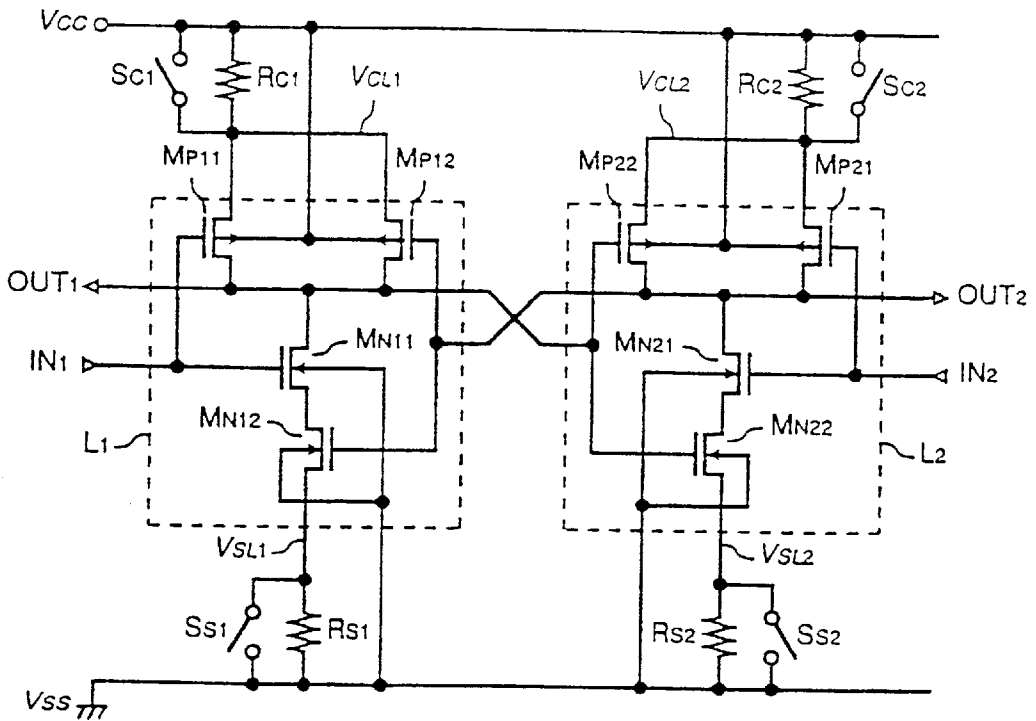 VCC
SC1
RC1
VCL1
VCL2
RC2
SC2
MP11
MP12
MP22
MP21
OUT1
OUT2
MN11
MN21
IN1
IN2
MN12
MN22
L1
L2
VSL1
VSL2
SS1
RS1
RS2
SS2
VSS